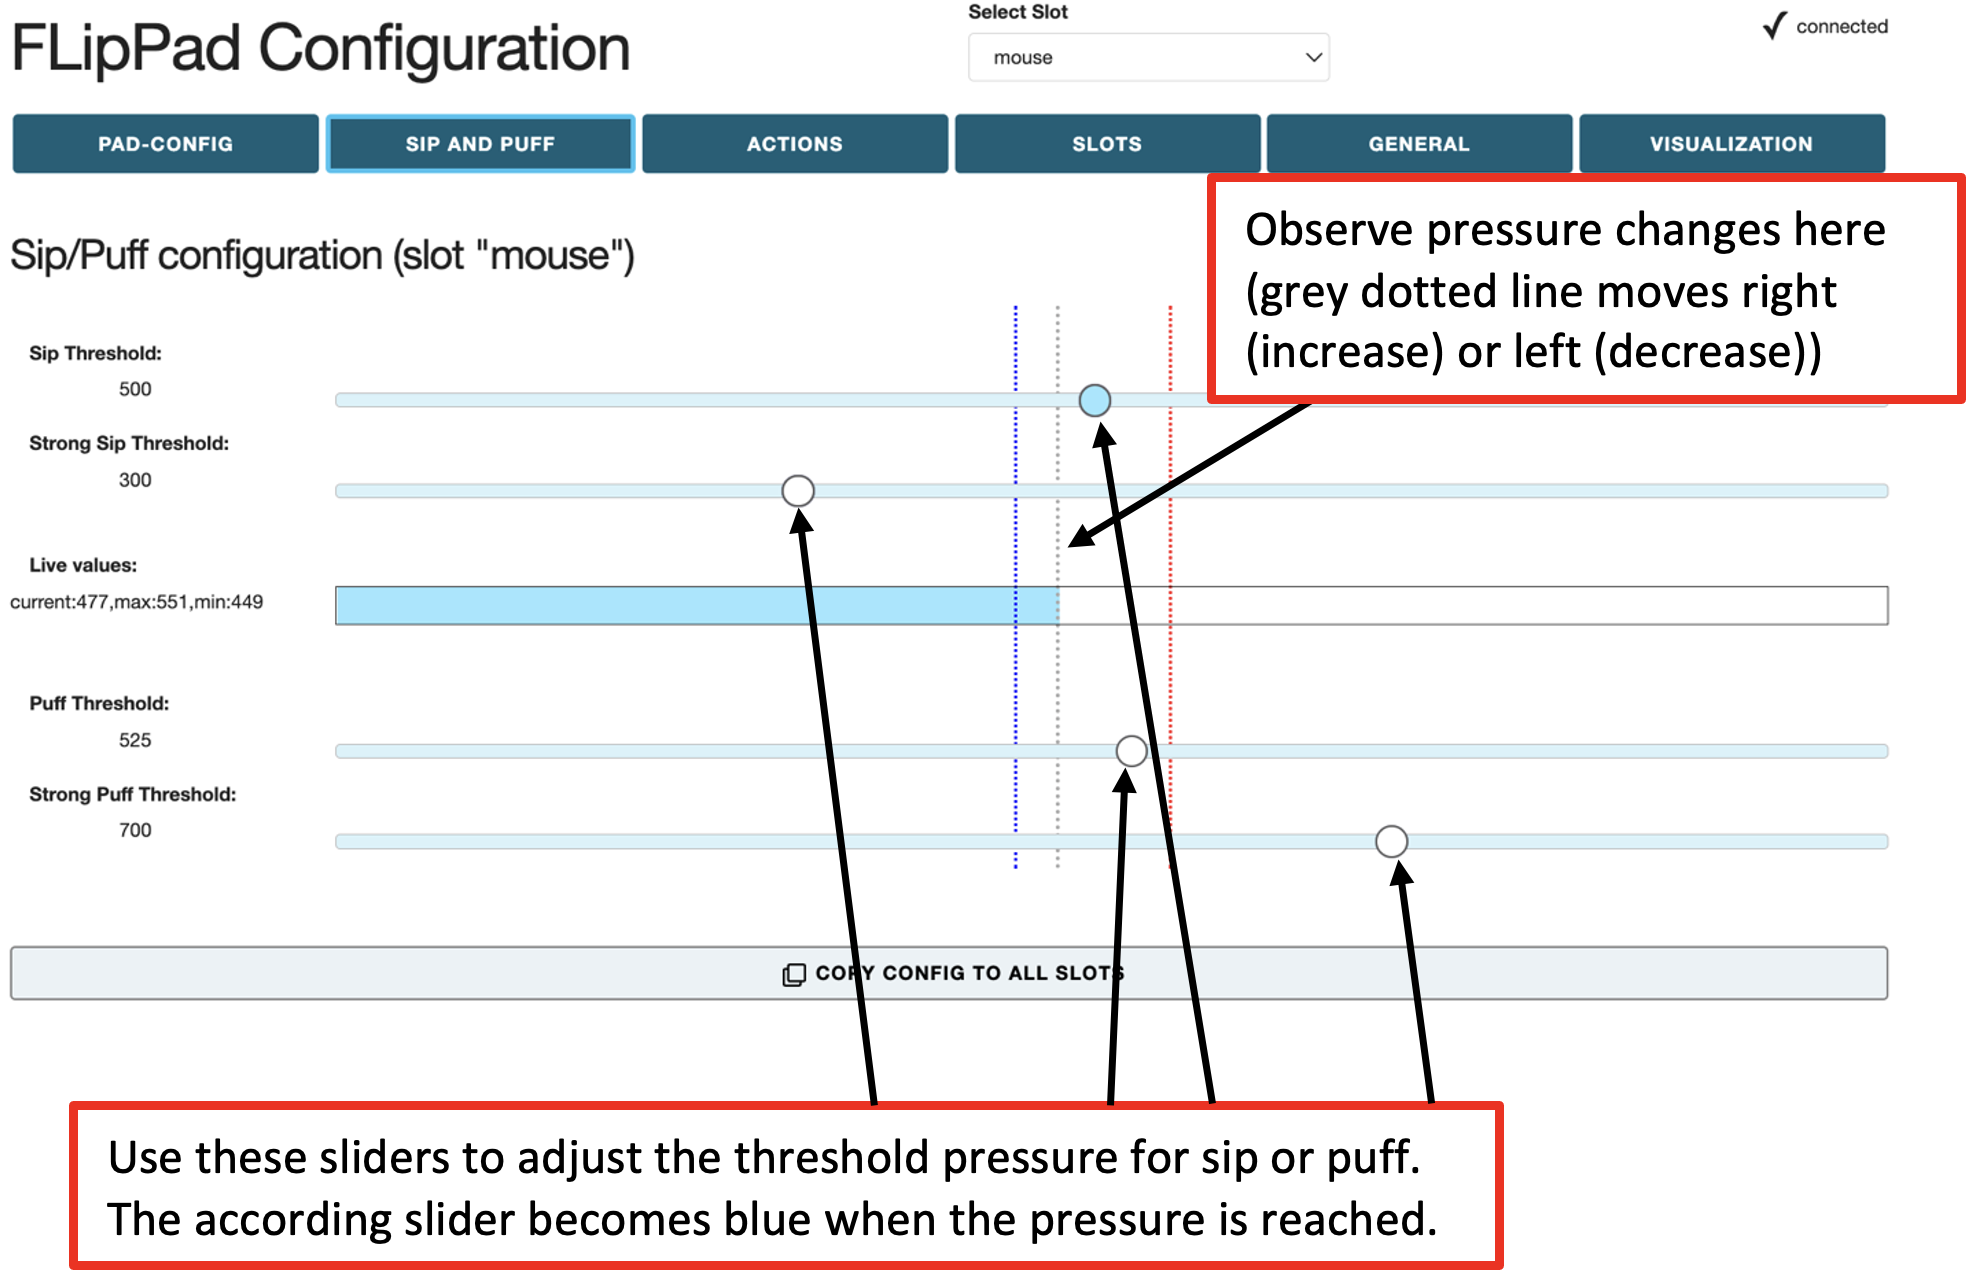 FLipPad Configuration
Select Slot
mouse
connected
PAD-CONFIG
SIP AND PUFF
ACTIONS
SLOTS
GENERAL
VISUALIZATION
Observe pressure changes here
(grey dotted line moves right
(increase) or left (decrease))
Sip/Puff configuration (slot "mouse")
Sip Threshold:
500
Strong Sip Threshold:
300
Live values:
current:477,max:551,min:449
Puff Threshold:
525
Strong Puff Threshold:
700
COPY CONFIG TO ALL SLOTS
Use these sliders to adjust the threshold pressure for sip or puff.
The according slider becomes blue when the pressure is reached.